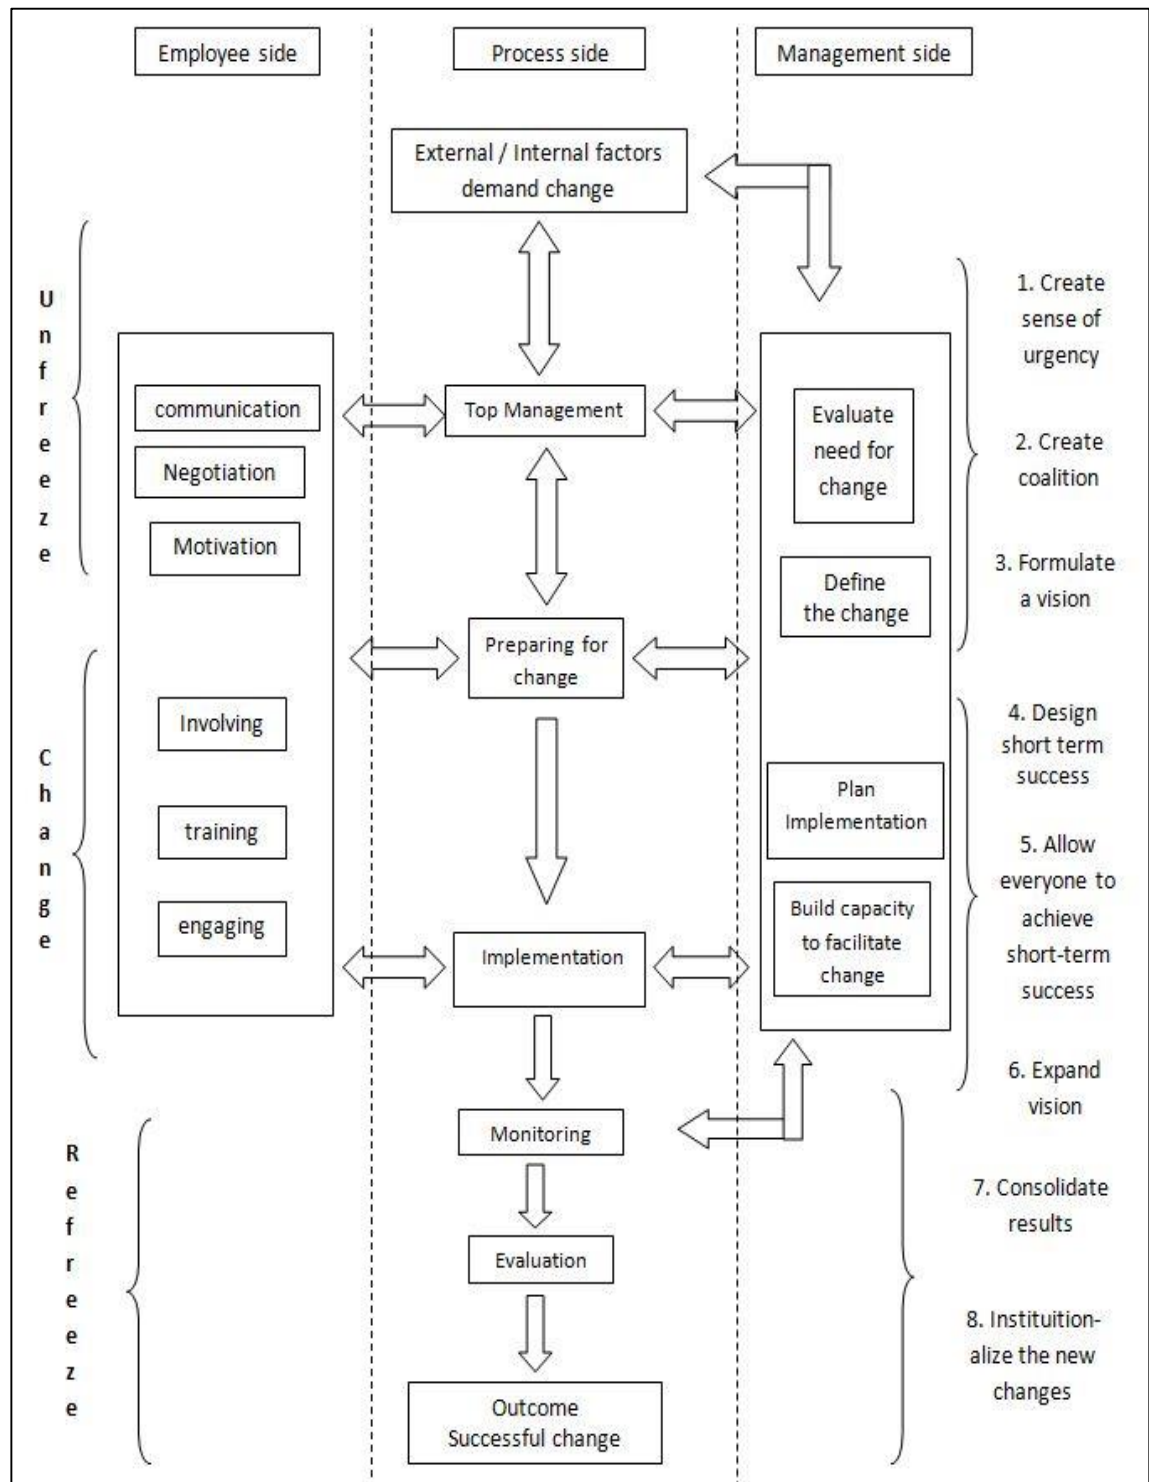 Employee side
Process side
Management side
External / Internal factors
demand change
Unfreeze
communication
Negotiation
Motivation
Top Management
Evaluate
need for
change
Define
the change
1. Create
sense of
urgency
2. Create
coalition
3. Formulate
a vision
Change
Involving
training
engaging
Preparing for
change
Implementation
Plan
Implementation
Build capacity
to facilitate
change
4. Design
short term
success
5. Allow
everyone to
achieve
short-term
success
6. Expand
vision
Refreeze
Monitoring
Evaluation
Outcome
Successful change
7. Consolidate
results
8. Instituition-
alize the new
changes